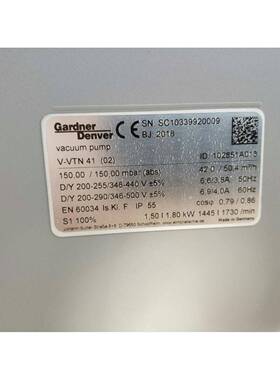 Gardner Denver CE SN SC10339920009
BJ: 2018
vacuum pump
V-VTN 41 (02) ID: 102851A015
150,00 / 150,00 mbar (abs) 42.0 / 50.4 m³/h
D/Y 200-255/346-440 V ±5% 6.6/3.8A 50Hz
D/Y 200-290/346-500 V ±5% 6.9/4.0A 60Hz
EN 60034 Is.Kl. F IP 55 cosφ 0.79 / 0.86
S1 100% 1,50 | 1,80 kW 1445 | 1730 /min
Made in Germany